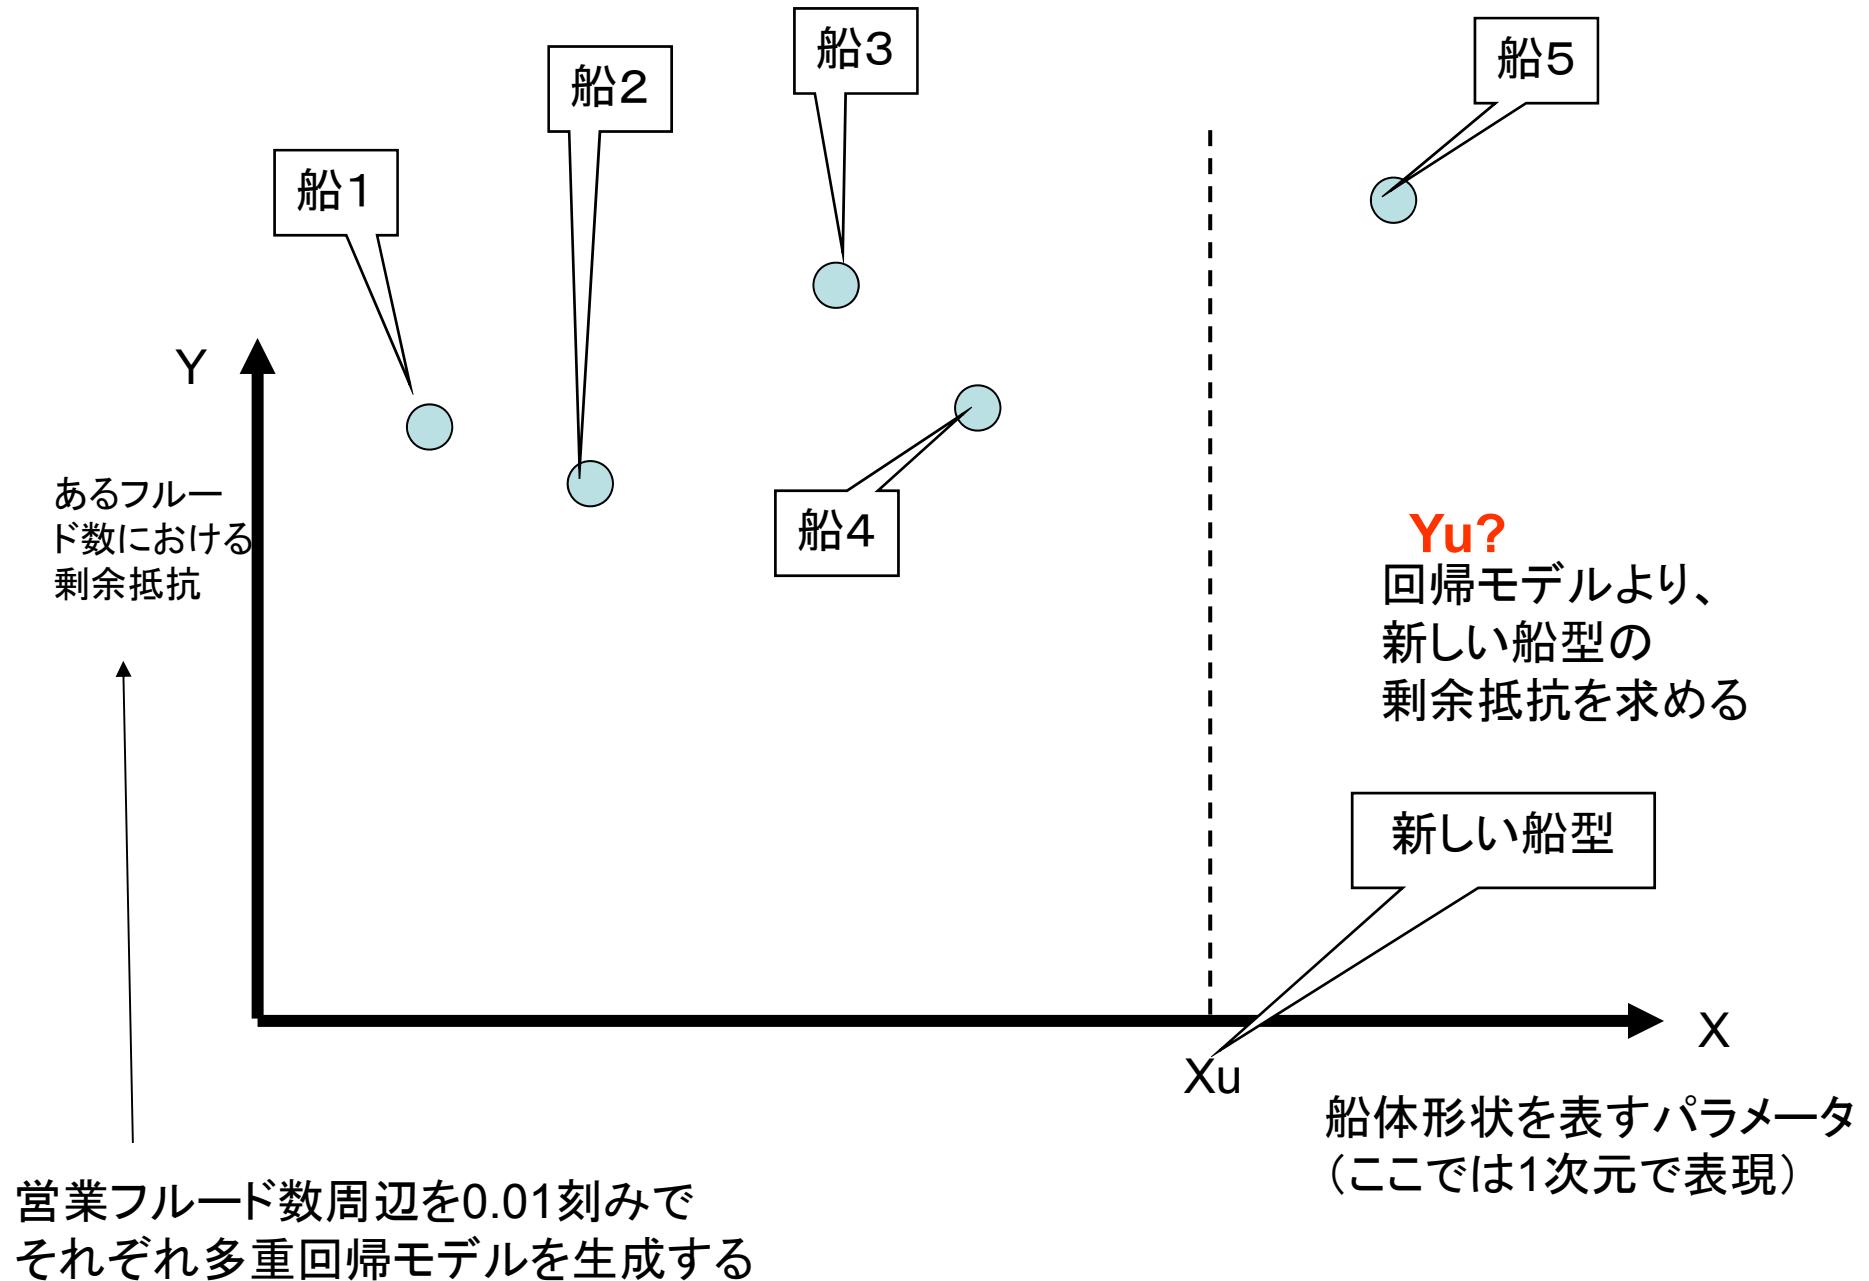 船3
船5
船2
船1
Y
あるフルー
ド数における
剰余抵抗
船4
Yu?
回帰モデルより、
新しい船型の
剰余抵抗を求める
新しい船型
X
Xu
船体形状を表すパラメータ
（ここでは1次元で表現）
営業フルード数周辺を0.01刻みで
それぞれ多重回帰モデルを生成する